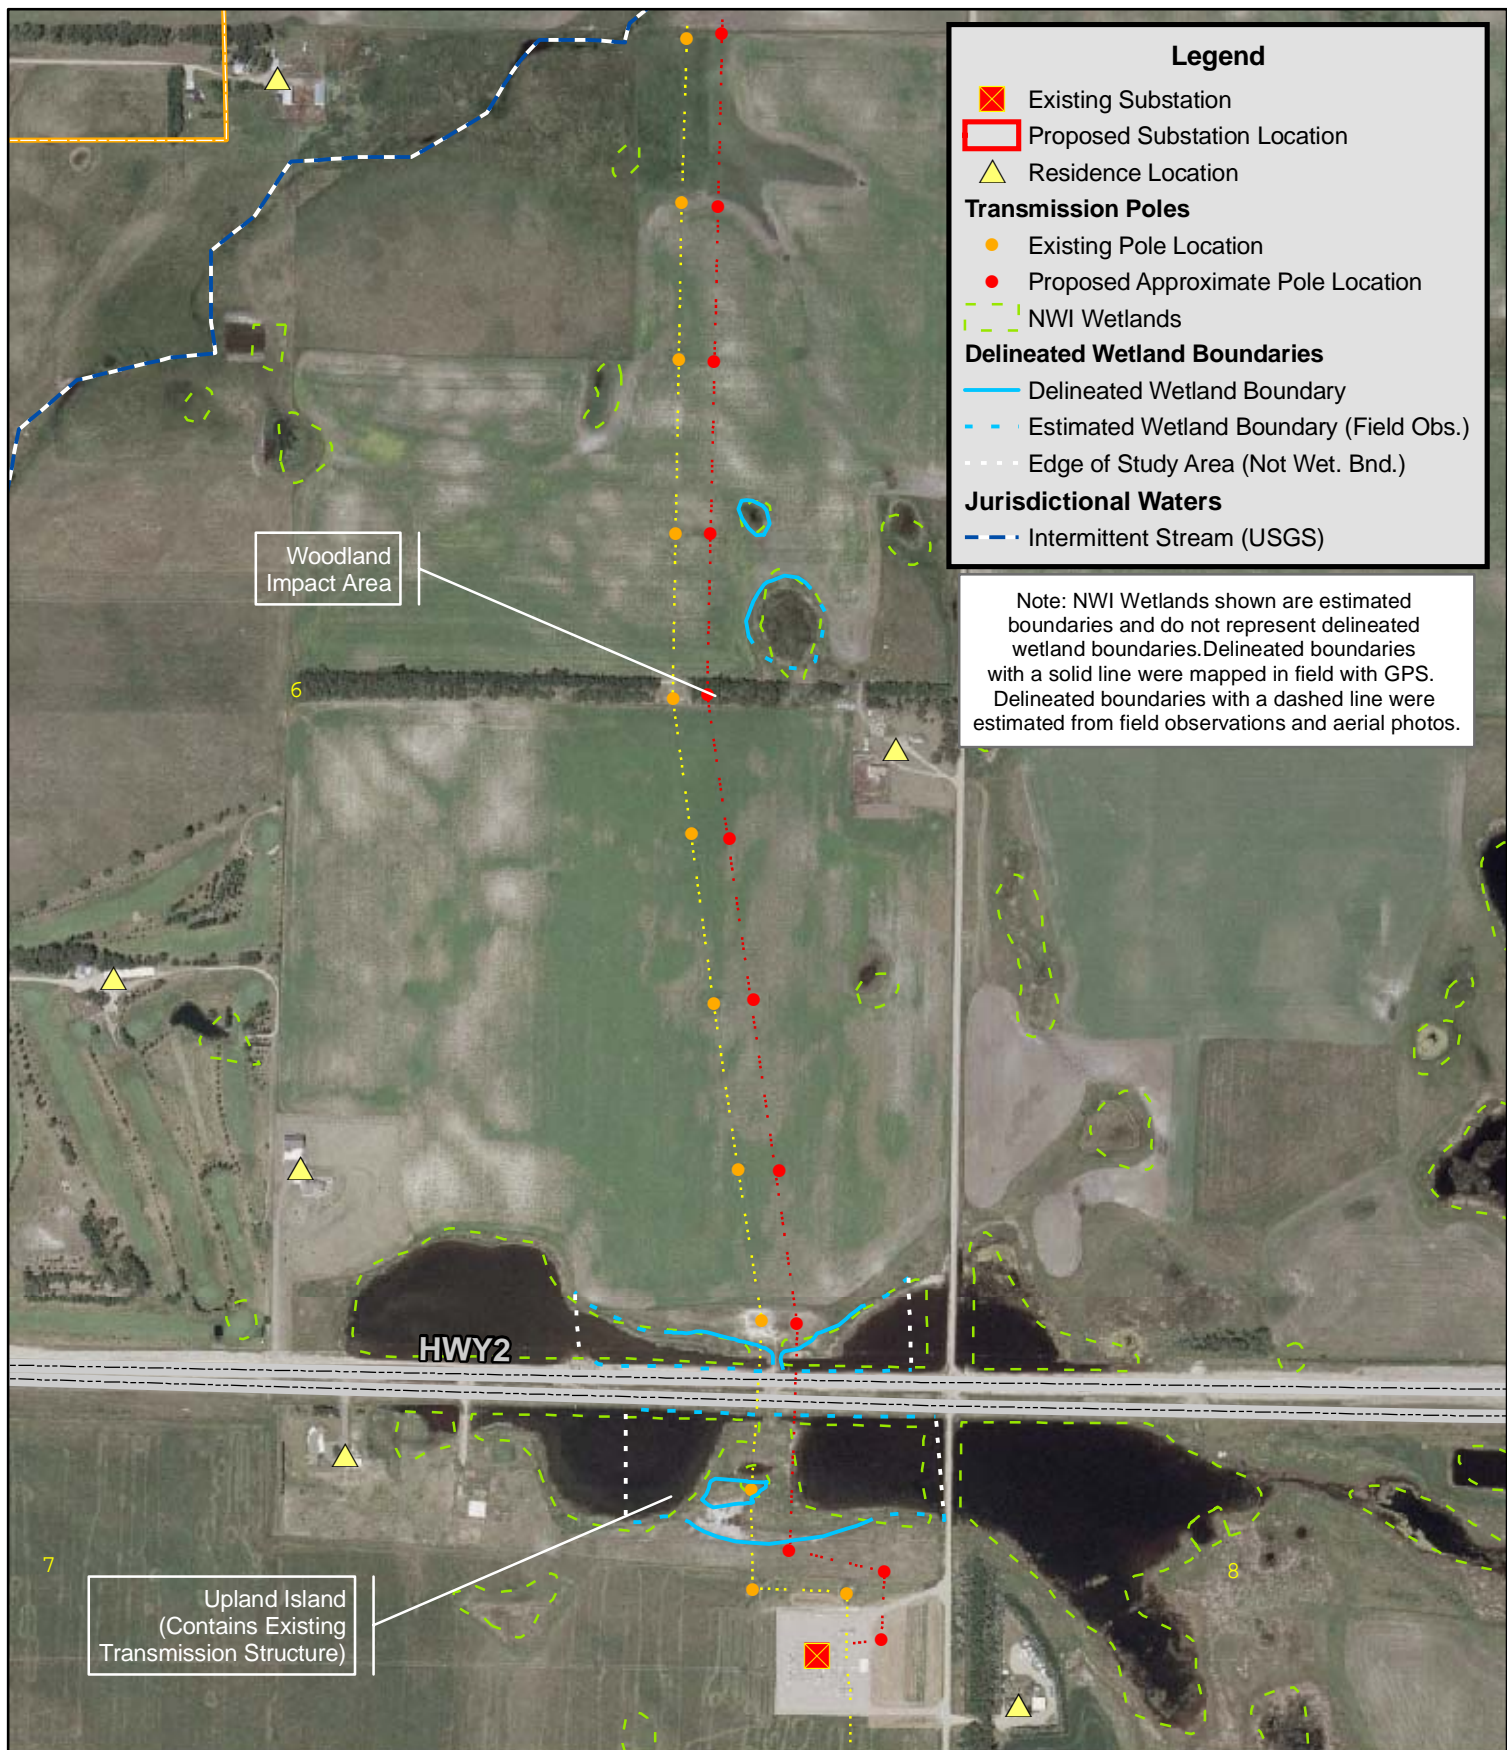 Legend
Existing Substation
Proposed Substation Location
Residence Location
Transmission Poles
Existing Pole Location
Proposed Approximate Pole Location
NWI Wetlands
Delineated Wetland Boundaries
Delineated Wetland Boundary
Estimated Wetland Boundary (Field Obs.)
Edge of Study Area (Not Wet. Bnd.)
Jurisdictional Waters
Intermittent Stream (USGS)
Note: NWI Wetlands shown are estimated
boundaries and do not represent delineated
wetland boundaries.Delineated boundaries
with a solid line were mapped in field with GPS.
Delineated boundaries with a dashed line were
estimated from field observations and aerial photos.
Woodland
Impact Area
6
HWY2
7
8
Upland Island
(Contains Existing
Transmission Structure)